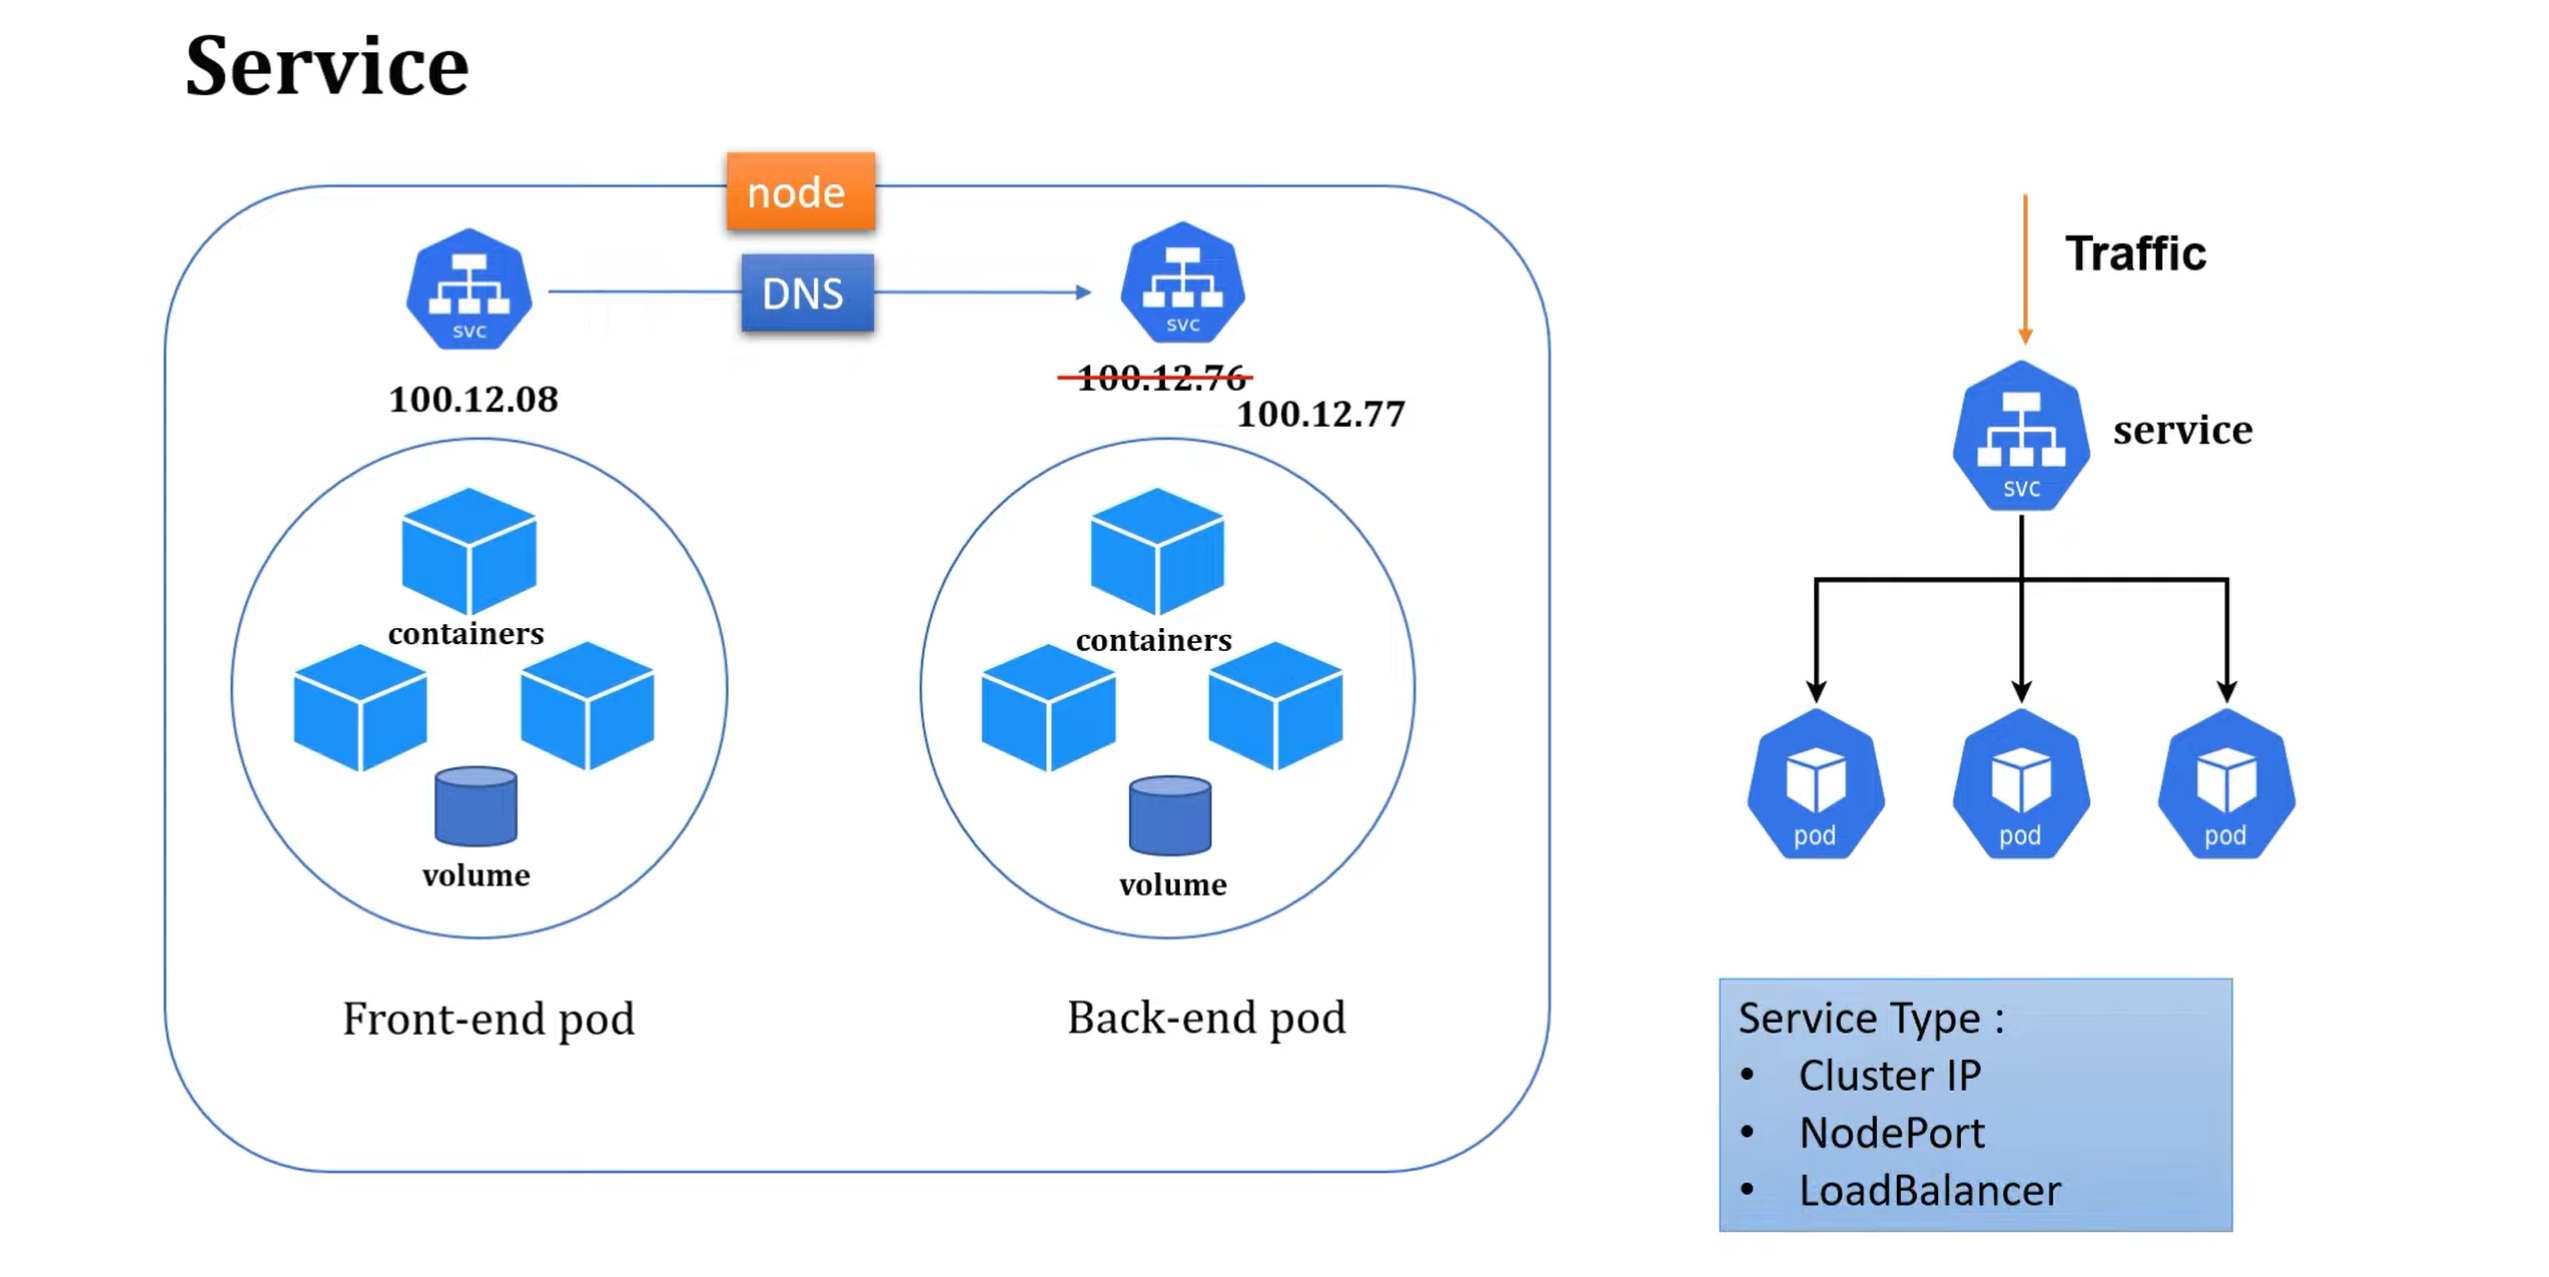 Service
node
DNS
svc
svc
100.12.08
100.12.76
100.12.77
containers
containers
volume
volume
Front-end pod
Back-end pod
Traffic
service
svc
pod
pod
pod
Service Type :
• Cluster IP
• NodePort
• LoadBalancer